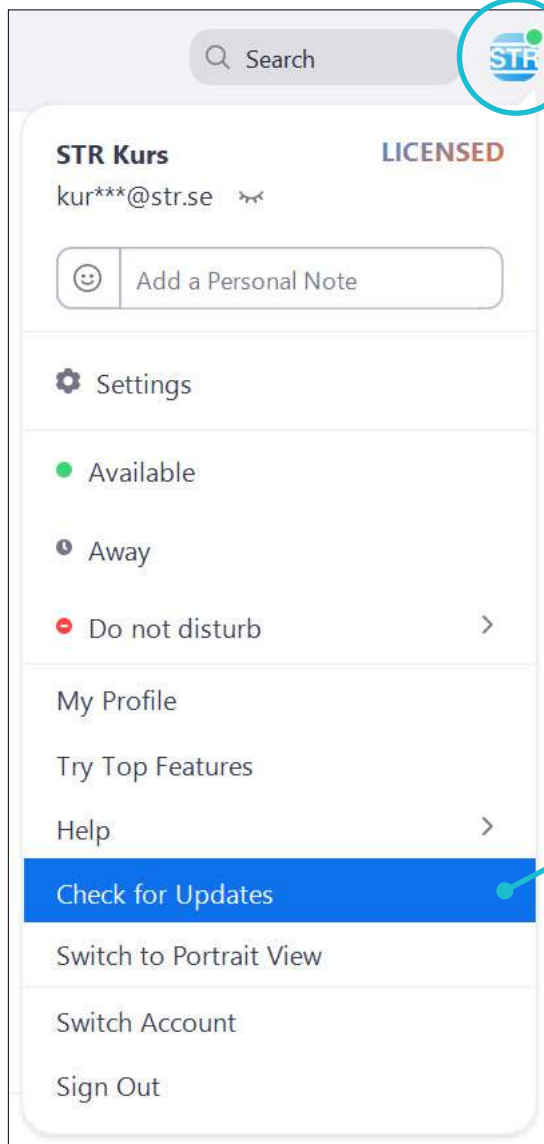 Search
STR
STR Kurs LICENSED
kur***@str.se
Add a Personal Note
Settings
Available
Away
Do not disturb
My Profile
Try Top Features
Help
Check for Updates
Switch to Portrait View
Switch Account
Sign Out